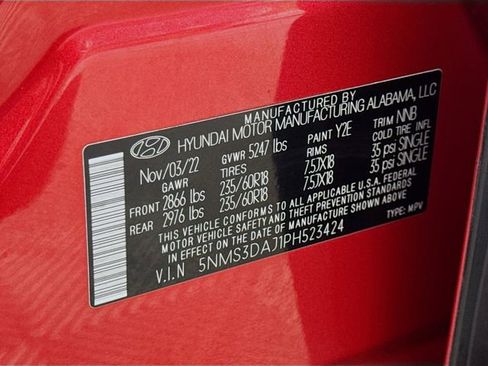 MANUFACTURED BY
HYUNDAI MOTOR MANUFACTURING ALABAMA, LLC
Nov/03/22 GVWR 5247 lbs PAINT Y2E TRIM NNB
GAWR TIRES RIMS COLD TIRE INFL
FRONT 2866 lbs 235/60R18 7.5JX18 35 psi SINGLE
REAR 2976 lbs 235/60R18 7.5JX18 35 psi SINGLE
THIS VEHICLE CONFORMS TO ALL APPLICABLE U.S.A. FEDERAL
MOTOR VEHICLE SAFETY AND THEFT PREVENTION STANDARDS
IN EFFECT ON THE DATE OF MANUFACTURE SHOWN ABOVE.
V.I.N 5NMS3DAJ1PH523424 TYPE: MPV